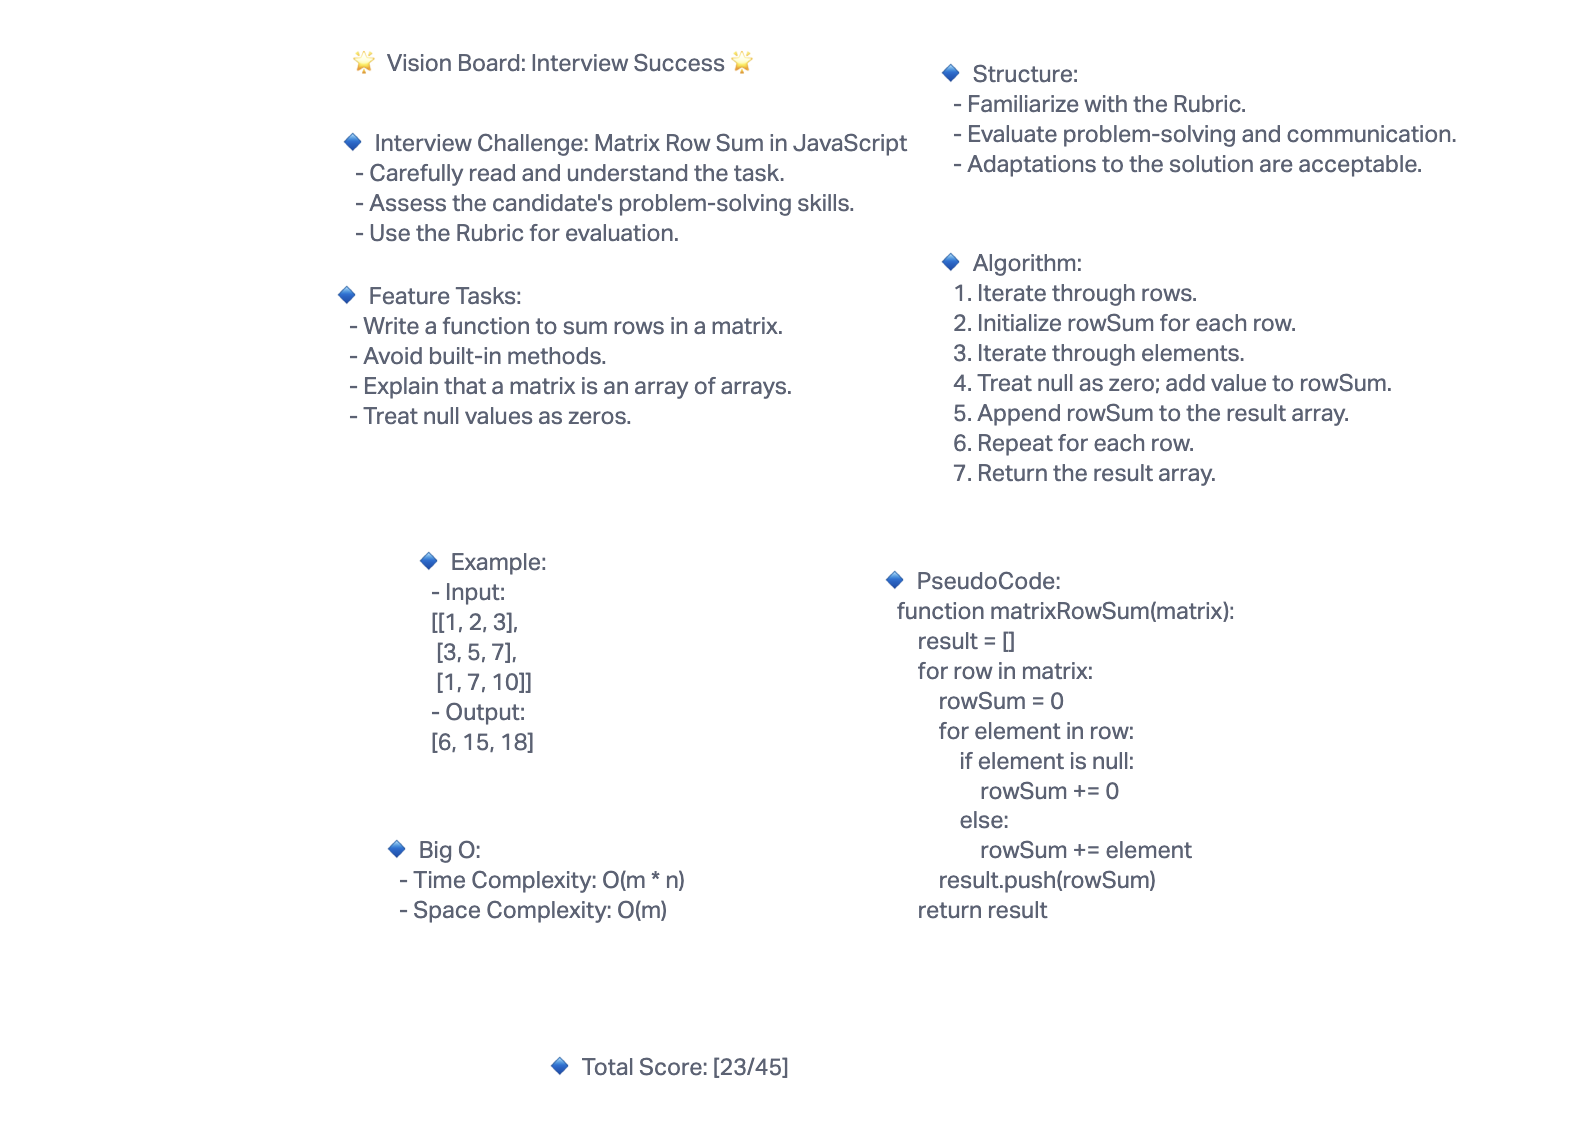 🌟 Vision Board: Interview Success 🌟
🔹 Interview Challenge: Matrix Row Sum in JavaScript
- Carefully read and understand the task.
- Assess the candidate's problem-solving skills.
- Use the Rubric for evaluation.
🔹 Feature Tasks:
- Write a function to sum rows in a matrix.
- Avoid built-in methods.
- Explain that a matrix is an array of arrays.
- Treat null values as zeros.
🔹 Structure:
- Familiarize with the Rubric.
- Evaluate problem-solving and communication.
- Adaptations to the solution are acceptable.
🔹 Algorithm:
1. Iterate through rows.
2. Initialize rowSum for each row.
3. Iterate through elements.
4. Treat null as zero; add value to rowSum.
5. Append rowSum to the result array.
6. Repeat for each row.
7. Return the result array.
🔹 Example:
- Input:
[[1, 2, 3],
[3, 5, 7],
[1, 7, 10]]
- Output:
[6, 15, 18]
🔹 Big O:
- Time Complexity: O(m * n)
- Space Complexity: O(m)
🔹 PseudoCode:
function matrixRowSum(matrix):
result = []
for row in matrix:
rowSum = 0
for element in row:
if element is null:
rowSum += 0
else:
rowSum += element
result.push(rowSum)
return result
🔹 Total Score: [23/45]